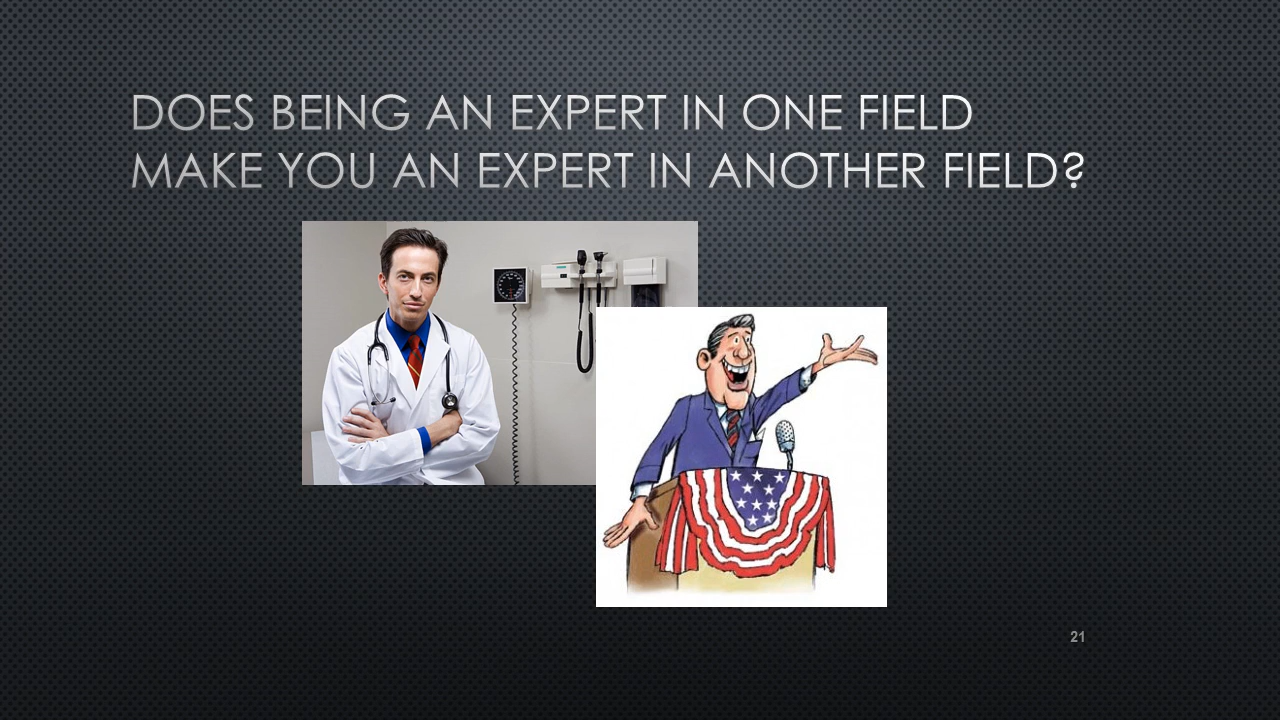 DOES BEING AN EXPERT IN ONE FIELD
MAKE YOU AN EXPERT IN ANOTHER FIELD?
21